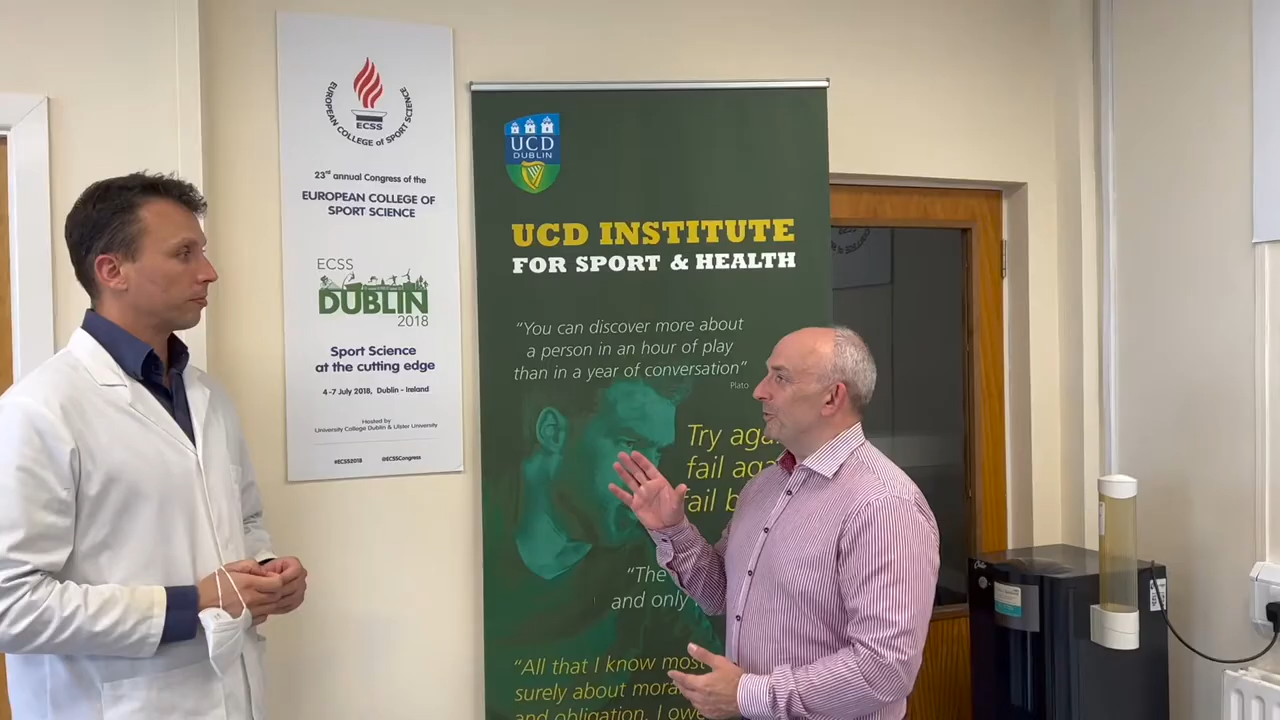 EUROPEAN COLLEGE of SPORT SCIENCE
ECSS
23rd annual Congress of the
EUROPEAN COLLEGE OF
SPORT SCIENCE
ECSS
DUBLIN
2018
Sport Science
at the cutting edge
4-7 July 2018, Dublin - Ireland
Hosted by
University College Dublin & Ulster University
#ECSS2018 @ECSSCongress
UCD
DUBLIN
UCD INSTITUTE
FOR SPORT & HEALTH
“You can discover more about
a person in an hour of play
than in a year of conversation”
Plato
Try
fail
fail
“The
and only
“All that I know most
surely about
and obligation, I owe